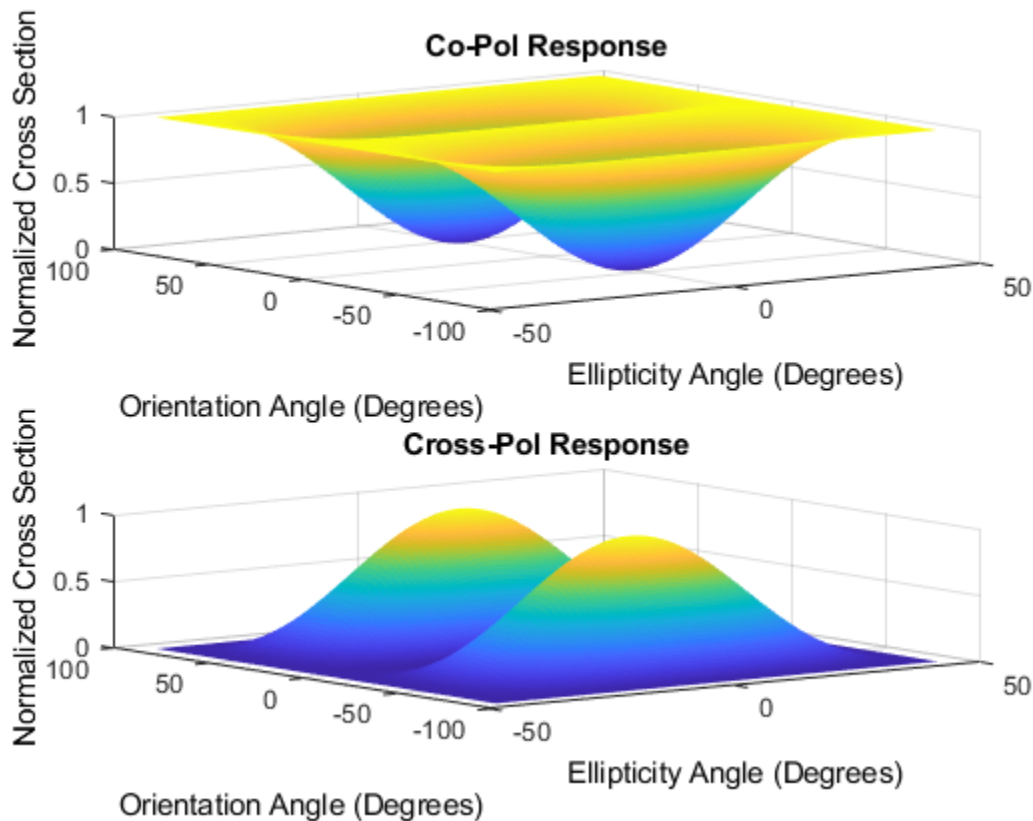 Co-Pol Response
Normalized Cross Section
1
0.5
0
100
50
0
-50
-100
-50
0
50
Orientation Angle (Degrees)
Ellipticity Angle (Degrees)
Cross-Pol Response
Normalized Cross Section
1
0.5
0
100
50
0
-50
-100
-50
0
50
Orientation Angle (Degrees)
Ellipticity Angle (Degrees)